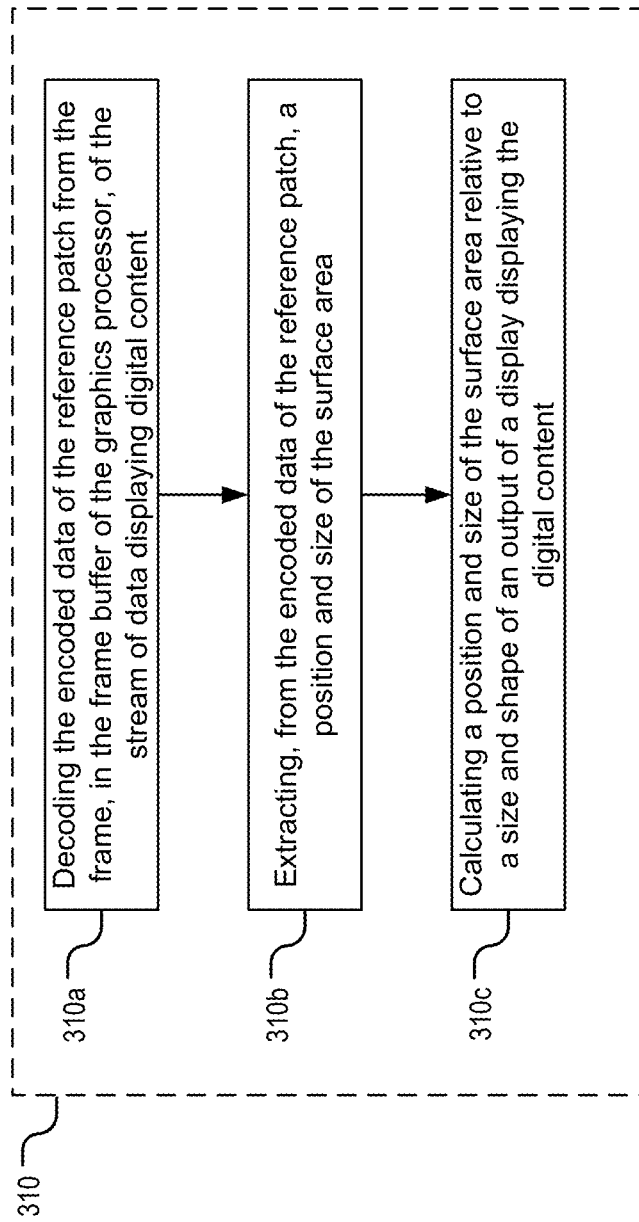 310
310a
Decoding the encoded data of the reference patch from the
frame, in the frame buffer of the graphics processor, of the
stream of data displaying digital content
310b
Extracting, from the encoded data of the reference patch, a
position and size of the surface area
310c
Calculating a position and size of the surface area relative to
a size and shape of an output of a display displaying the
digital content